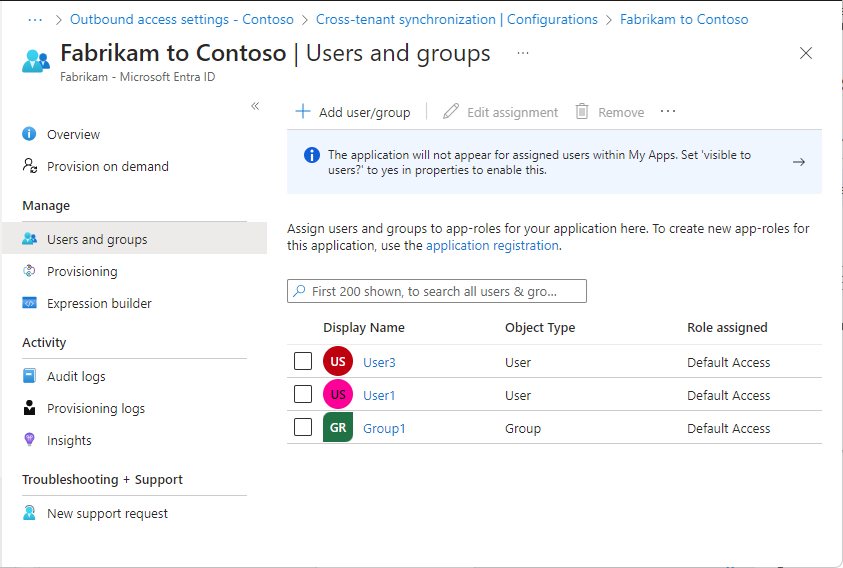 ··· > Outbound access settings - Contoso > Cross-tenant synchronization | Configurations > Fabrikam to Contoso
Fabrikam to Contoso | Users and groups ···
Fabrikam - Microsoft Entra ID
«
Overview
Provision on demand
Manage
Users and groups
Provisioning
Expression builder
Activity
Audit logs
Provisioning logs
Insights
Troubleshooting + Support
New support request
Add user/group | Edit assignment Remove ···
The application will not appear for assigned users within My Apps. Set 'visible to
users?' to yes in properties to enable this.
Assign users and groups to app-roles for your application here. To create new app-roles for
this application, use the application registration.
First 200 shown, to search all users & gro...
Display Name Object Type Role assigned
US User3 User Default Access
US User1 User Default Access
GR Group1 Group Default Access